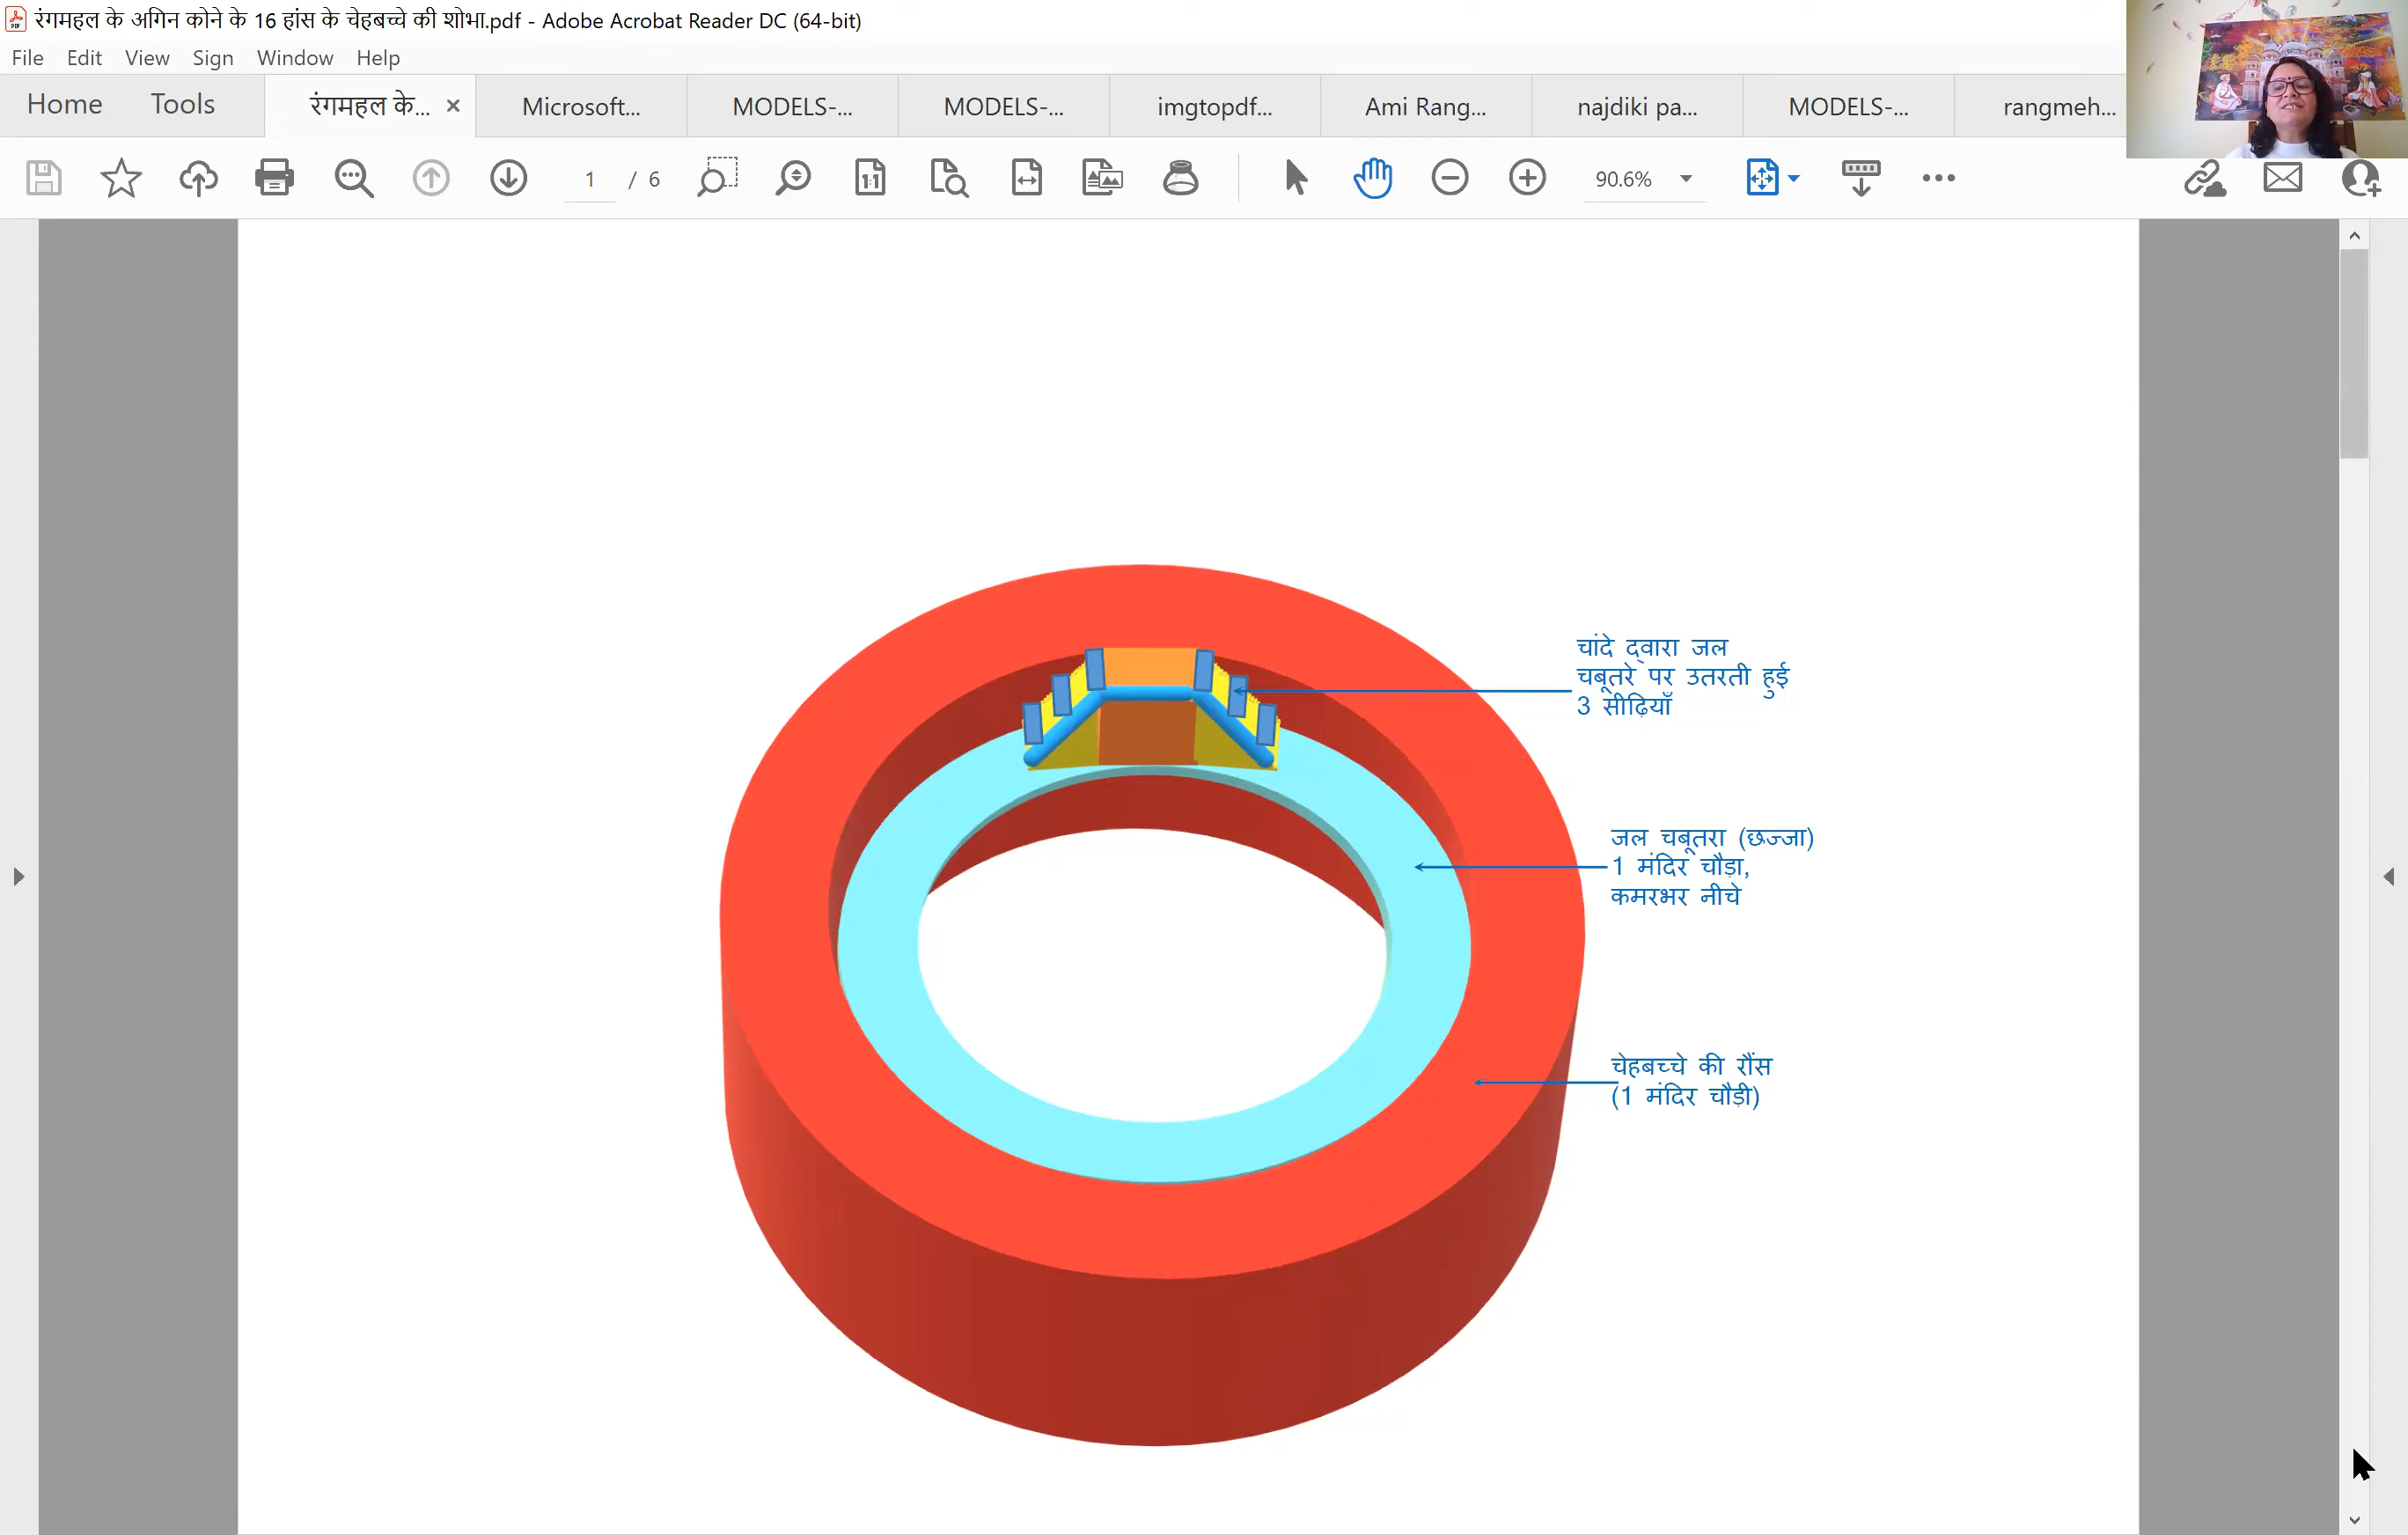 रंगमहल के अगिन कोने के 16 हांस के चेहबच्चे की शोभा.pdf - Adobe Acrobat Reader DC (64-bit)
File Edit View Sign Window Help
Home Tools रंगमहल के... × Microsoft... MODELS-... MODELS-... imgtopdf... Ami Rang... najdiki pa... MODELS-... rangmeh...
1 / 6 1:1 90.6%
चांदे द्वारा जल
चबूतरे पर उतरती हुई
3 सीढ़ियाँ
जल चबूतरा (छज्जा)
1 मंदिर चौड़ा,
कमरभर नीचे
चेहबच्चे की रौंस
(1 मंदिर चौड़ी)